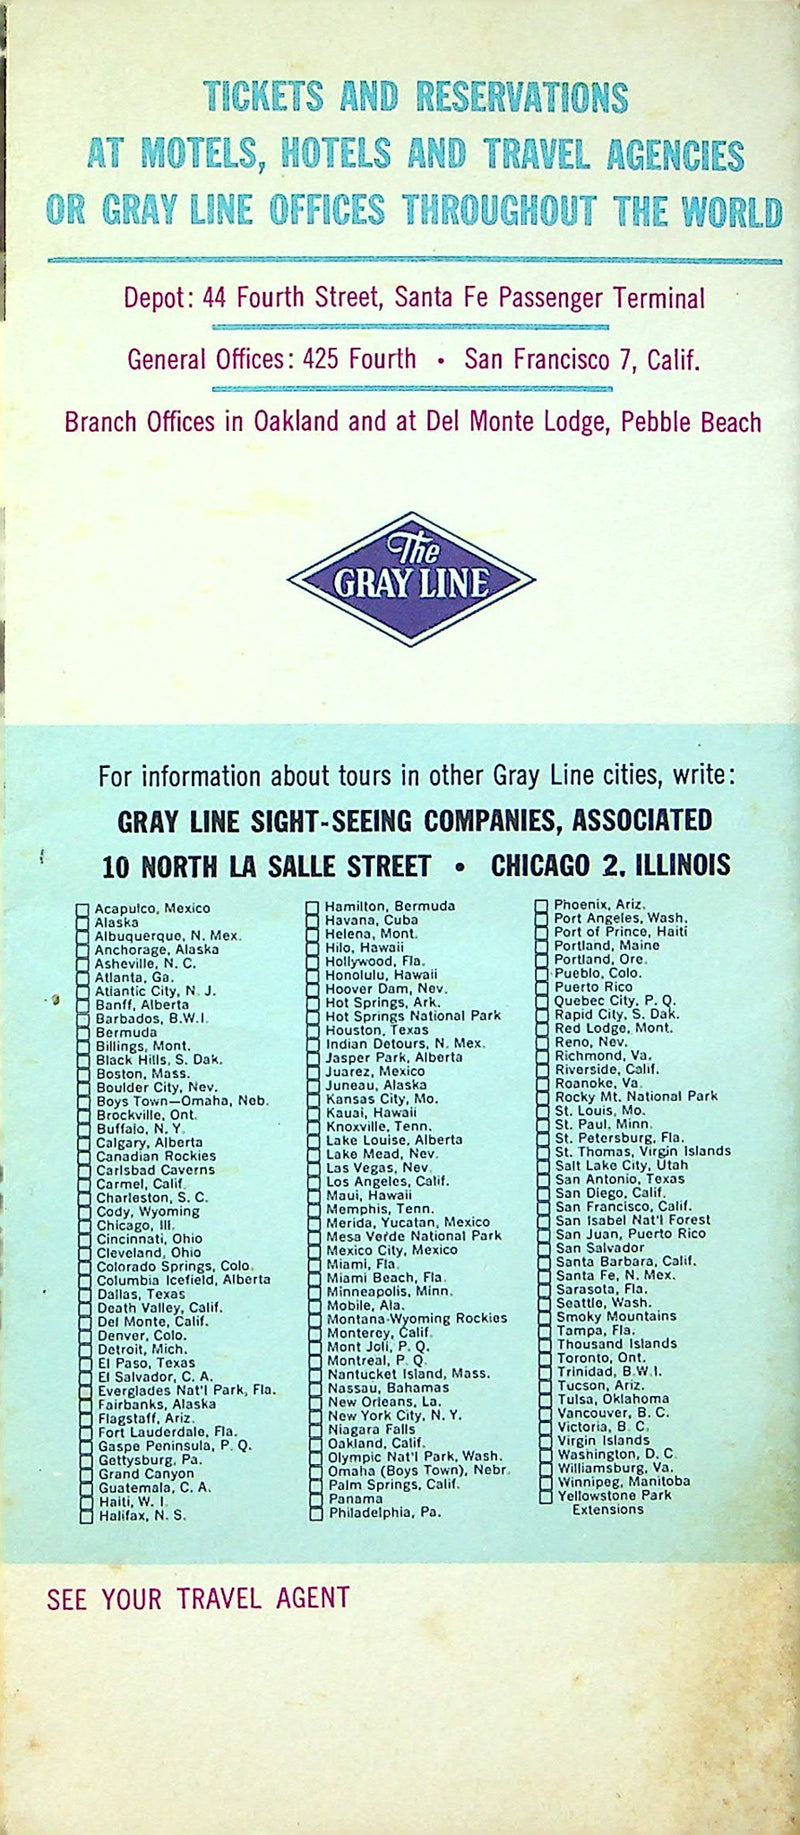 TICKETS AND RESERVATIONS
AT MOTELS, HOTELS AND TRAVEL AGENCIES
OR GRAY LINE OFFICES THROUGHOUT THE WORLD
Depot: 44 Fourth Street, Santa Fe Passenger Terminal
General Offices: 425 Fourth • San Francisco 7, Calif.
Branch Offices in Oakland and at Del Monte Lodge, Pebble Beach
The
GRAY LINE
For information about tours in other Gray Line cities, write:
GRAY LINE SIGHT-SEEING COMPANIES, ASSOCIATED
10 NORTH LA SALLE STREET • CHICAGO 2, ILLINOIS
Acapulco, Mexico
Alaska
Albuquerque, N. Mex.
Anchorage, Alaska
Asheville, N. C.
Atlanta, Ga.
Atlantic City, N. J.
Banff, Alberta
Barbados, B.W.I.
Bermuda
Billings, Mont.
Black Hills, S. Dak.
Boston, Mass.
Boulder City, Nev.
Boys Town—Omaha, Neb.
Brockville, Ont.
Buffalo, N. Y.
Calgary, Alberta
Canadian Rockies
Carlsbad Caverns
Carmel, Calif.
Charleston, S. C.
Cody, Wyoming
Chicago, Ill.
Cincinnati, Ohio
Cleveland, Ohio
Colorado Springs, Colo.
Columbia Icefield, Alberta
Dallas, Texas
Death Valley, Calif.
Del Monte, Calif.
Denver, Colo.
Detroit, Mich.
El Paso, Texas
El Salvador, C. A.
Everglades Nat'l Park, Fla.
Fairbanks, Alaska
Flagstaff, Ariz.
Fort Lauderdale, Fla.
Gaspe Peninsula, P. Q.
Gettysburg, Pa.
Grand Canyon
Guatemala, C. A.
Haiti, W. I.
Halifax, N. S.
Hamilton, Bermuda
Havana, Cuba
Helena, Mont.
Hilo, Hawaii
Hollywood, Fla.
Honolulu, Hawaii
Hoover Dam, Nev.
Hot Springs, Ark.
Hot Springs National Park
Houston, Texas
Indian Detours, N. Mex.
Jasper Park, Alberta
Juarez, Mexico
Juneau, Alaska
Kansas City, Mo.
Kauai, Hawaii
Knoxville, Tenn.
Lake Louise, Alberta
Lake Mead, Nev.
Las Vegas, Nev.
Los Angeles, Calif.
Maui, Hawaii
Memphis, Tenn.
Merida, Yucatan, Mexico
Mesa Verde National Park
Mexico City, Mexico
Miami, Fla.
Miami Beach, Fla.
Minneapolis, Minn.
Mobile, Ala.
Montana-Wyoming Rockies
Monterey, Calif.
Mont Joli, P. Q.
Montreal, P. Q.
Nantucket Island, Mass.
Nassau, Bahamas
New Orleans, La.
New York City, N. Y.
Niagara Falls
Oakland, Calif.
Olympic Nat'l Park, Wash.
Omaha (Boys Town), Nebr.
Palm Springs, Calif.
Panama
Philadelphia, Pa.
Phoenix, Ariz.
Port Angeles, Wash.
Port of Prince, Haiti
Portland, Maine
Portland, Ore.
Pueblo, Colo.
Puerto Rico
Quebec City, P. Q.
Rapid City, S. Dak.
Red Lodge, Mont.
Reno, Nev.
Richmond, Va.
Riverside, Calif.
Roanoke, Va.
Rocky Mt. National Park
St. Louis, Mo.
St. Paul, Minn.
St. Petersburg, Fla.
St. Thomas, Virgin Islands
Salt Lake City, Utah
San Antonio, Texas
San Diego, Calif.
San Francisco, Calif.
San Isabel Nat'l Forest
San Juan, Puerto Rico
San Salvador
Santa Barbara, Calif.
Santa Fe, N. Mex.
Sarasota, Fla.
Seattle, Wash.
Smoky Mountains
Tampa, Fla.
Thousand Islands
Toronto, Ont.
Trinidad, B.W.I.
Tucson, Ariz.
Tulsa, Oklahoma
Vancouver, B. C.
Victoria, B. C.
Virgin Islands
Washington, D. C.
Williamsburg, Va.
Winnipeg, Manitoba
Yellowstone Park
Extensions
SEE YOUR TRAVEL AGENT